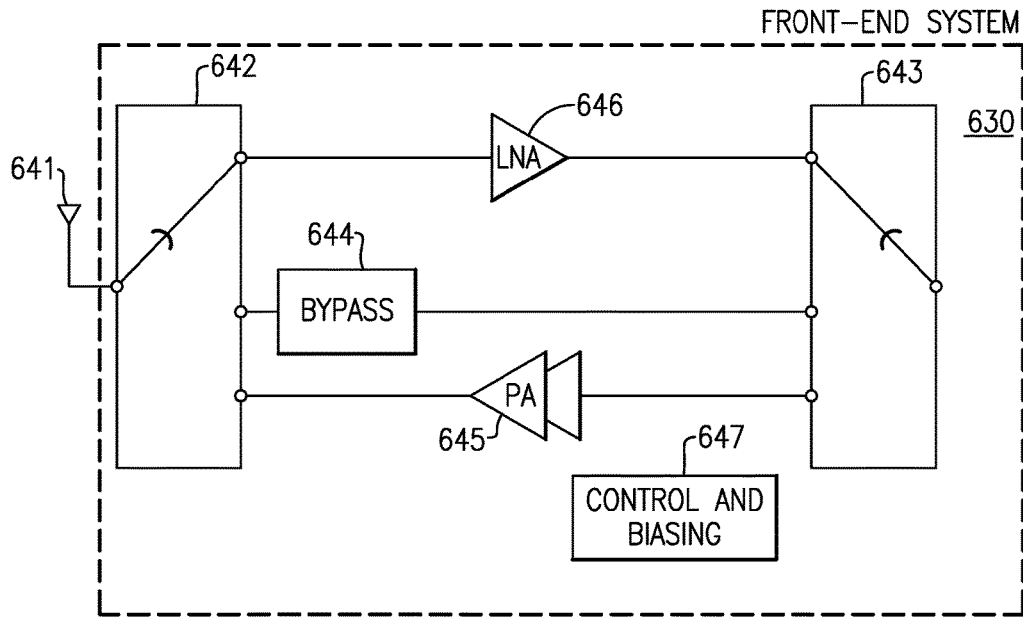 FRONT-END SYSTEM
642
643
646
630
LNA
641
644
BYPASS
PA
645
647
CONTROL AND
BIASING